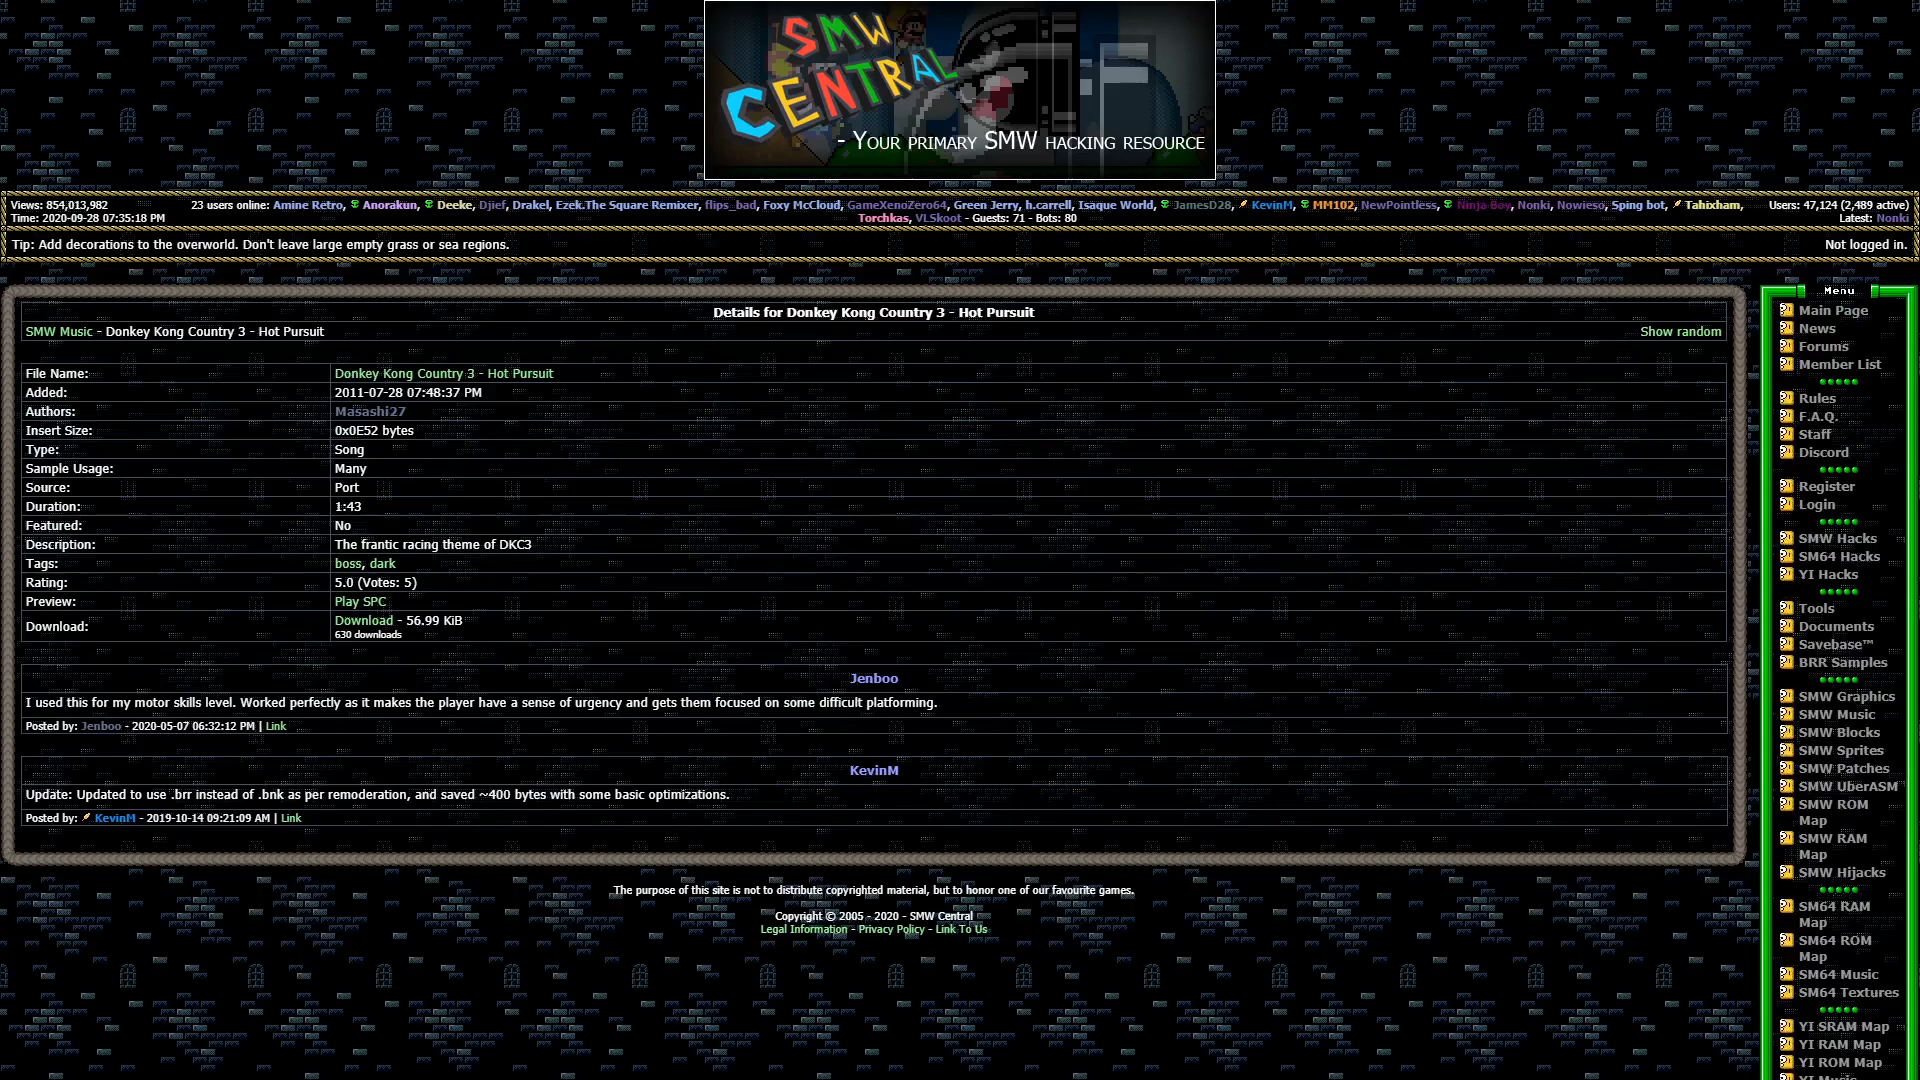 SMW CENTRAL
- YOUR PRIMARY SMW HACKING RESOURCE
Views: 854,013,982
Time: 2020-09-28 07:35:18 PM
23 users online: Amine Retro, Anorakun, Deeke, Djief, Drakel, Ezek.The Square Remixer, flips_bad, Foxy McCloud, GameXenoZero64, Green Jerry, h.carrell, Isaque World, JamesD28, KevinM, MM102, NewPointless, Ninja Boy, Nonki, Nowieso, Sping bot, Tahixham,
Torchkas, VLSkoot - Guests: 71 - Bots: 80
Users: 47,124 (2,489 active)
Latest: Nonki
Tip: Add decorations to the overworld. Don't leave large empty grass or sea regions.
Not logged in.
Details for Donkey Kong Country 3 - Hot Pursuit
SMW Music - Donkey Kong Country 3 - Hot Pursuit
Show random
File Name: Donkey Kong Country 3 - Hot Pursuit
Added: 2011-07-28 07:48:37 PM
Authors: Masashi27
Insert Size: 0x0E52 bytes
Type: Song
Sample Usage: Many
Source: Port
Duration: 1:43
Featured: No
Description: The frantic racing theme of DKC3
Tags: boss, dark
Rating: 5.0 (Votes: 5)
Preview: Play SPC
Download: Download - 56.99 KiB
630 downloads
Jenboo
I used this for my motor skills level. Worked perfectly as it makes the player have a sense of urgency and gets them focused on some difficult platforming.
Posted by: Jenboo - 2020-05-07 06:32:12 PM | Link
KevinM
Update: Updated to use .brr instead of .bnk as per remoderation, and saved ~400 bytes with some basic optimizations.
Posted by: KevinM - 2019-10-14 09:21:09 AM | Link
The purpose of this site is not to distribute copyrighted material, but to honor one of our favourite games.
Copyright © 2005 - 2020 - SMW Central
Legal Information - Privacy Policy - Link To Us
Menu
Main Page
News
Forums
Member List
Rules
F.A.Q.
Staff
Discord
Register
Login
SMW Hacks
SM64 Hacks
YI Hacks
Tools
Documents
Savebase™
BRR Samples
SMW Graphics
SMW Music
SMW Blocks
SMW Sprites
SMW Patches
SMW UberASM
SMW ROM
Map
SMW RAM
Map
SMW Hijacks
SM64 RAM
Map
SM64 ROM
Map
SM64 Music
SM64 Textures
YI SRAM Map
YI RAM Map
YI ROM Map
YI Music